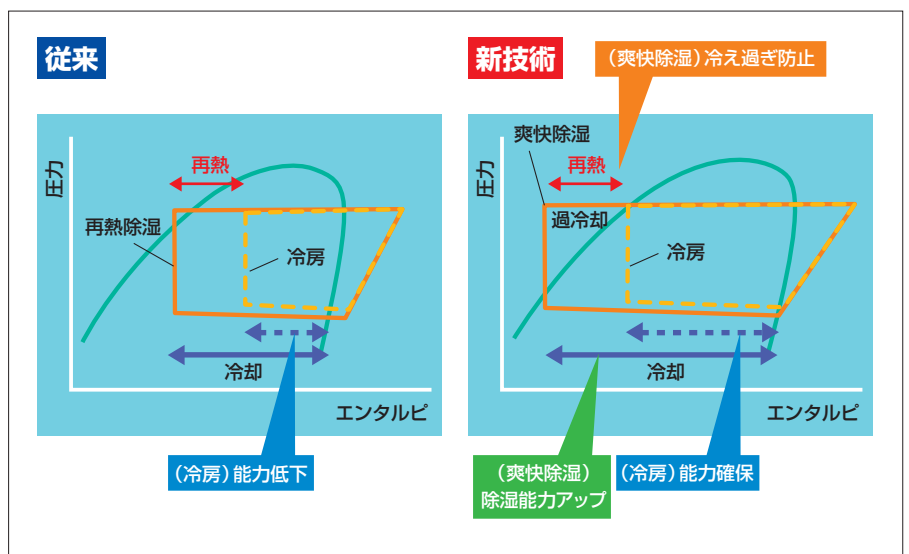 従来
圧力
再熱
再熱除湿
冷房
冷却
エンタルピ
(冷房)能力低下
新技術
(爽快除湿)冷え過ぎ防止
圧力
爽快除湿
再熱
過冷却
冷房
冷却
エンタルピ
(爽快除湿)
除湿能力アップ
(冷房)能力確保